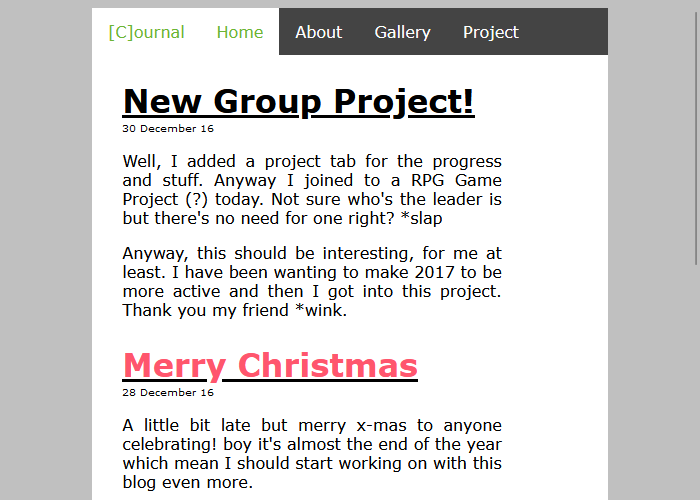 [C]ournal Home About Gallery Project
New Group Project!
30 December 16
Well, I added a project tab for the progress
and stuff. Anyway I joined to a RPG Game
Project (?) today. Not sure who's the leader is
but there's no need for one right? *slap
Anyway, this should be interesting, for me at
least. I have been wanting to make 2017 to be
more active and then I got into this project.
Thank you my friend *wink.
Merry Christmas
28 December 16
A little bit late but merry x-mas to anyone
celebrating! boy it's almost the end of the year
which mean I should start working on with this
blog even more.